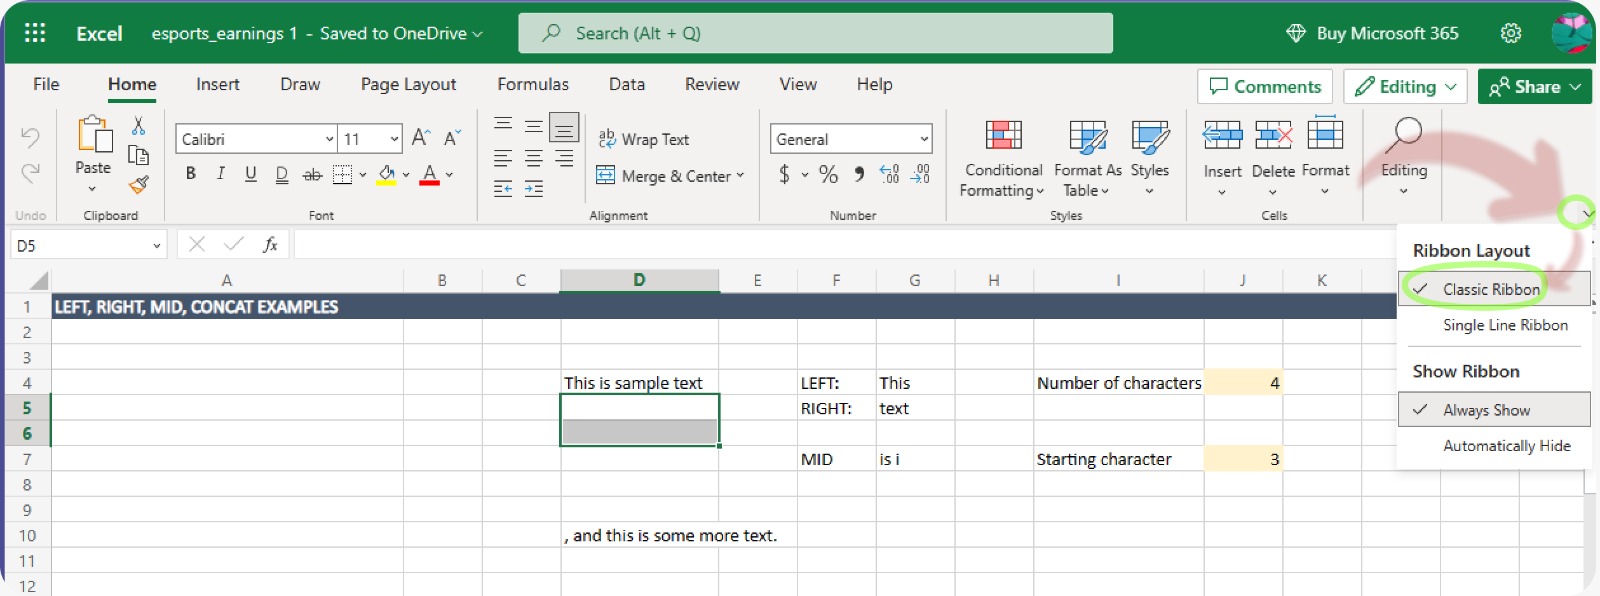 Excel esports_earnings 1 - Saved to OneDrive Search (Alt + Q) Buy Microsoft 365
File Home Insert Draw Page Layout Formulas Data Review View Help Comments Editing Share
Calibri 11 A A Wrap Text General
Paste Conditional Format As Styles Insert Delete Format Editing
B I U D ab A Merge & Center $ % , .00 .00
Formatting Table
Undo Clipboard Font Alignment Number Styles Cells
D5 fx
Ribbon Layout
Classic Ribbon
Single Line Ribbon
Show Ribbon
Always Show
Automatically Hide
A B C D E F G H I J K
1 LEFT, RIGHT, MID, CONCAT EXAMPLES
2
3
4 This is sample text LEFT: This Number of characters 4
5 RIGHT: text
6
7 MID is i Starting character 3
8
9
10 , and this is some more text.
11
12